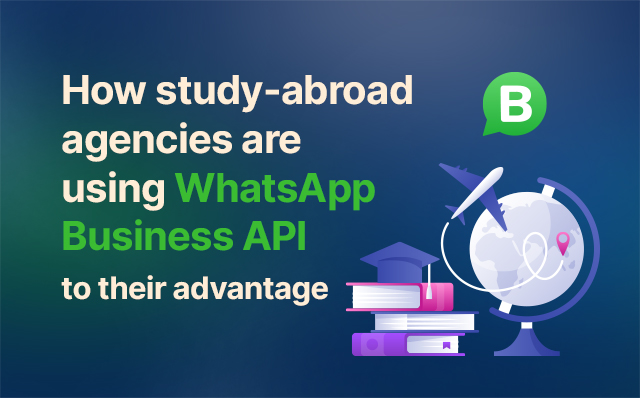 How study-abroad
agencies are
using WhatsApp
Business API
to their advantage
B